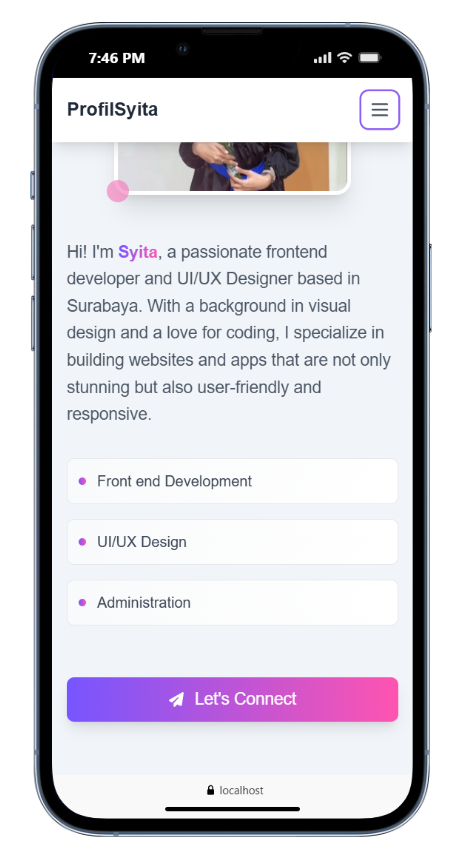 7:46 PM
ProfilSyita
Hi! I'm Syita, a passionate frontend
developer and UI/UX Designer based in
Surabaya. With a background in visual
design and a love for coding, I specialize in
building websites and apps that are not only
stunning but also user-friendly and
responsive.
Front end Development
UI/UX Design
Administration
Let's Connect
localhost